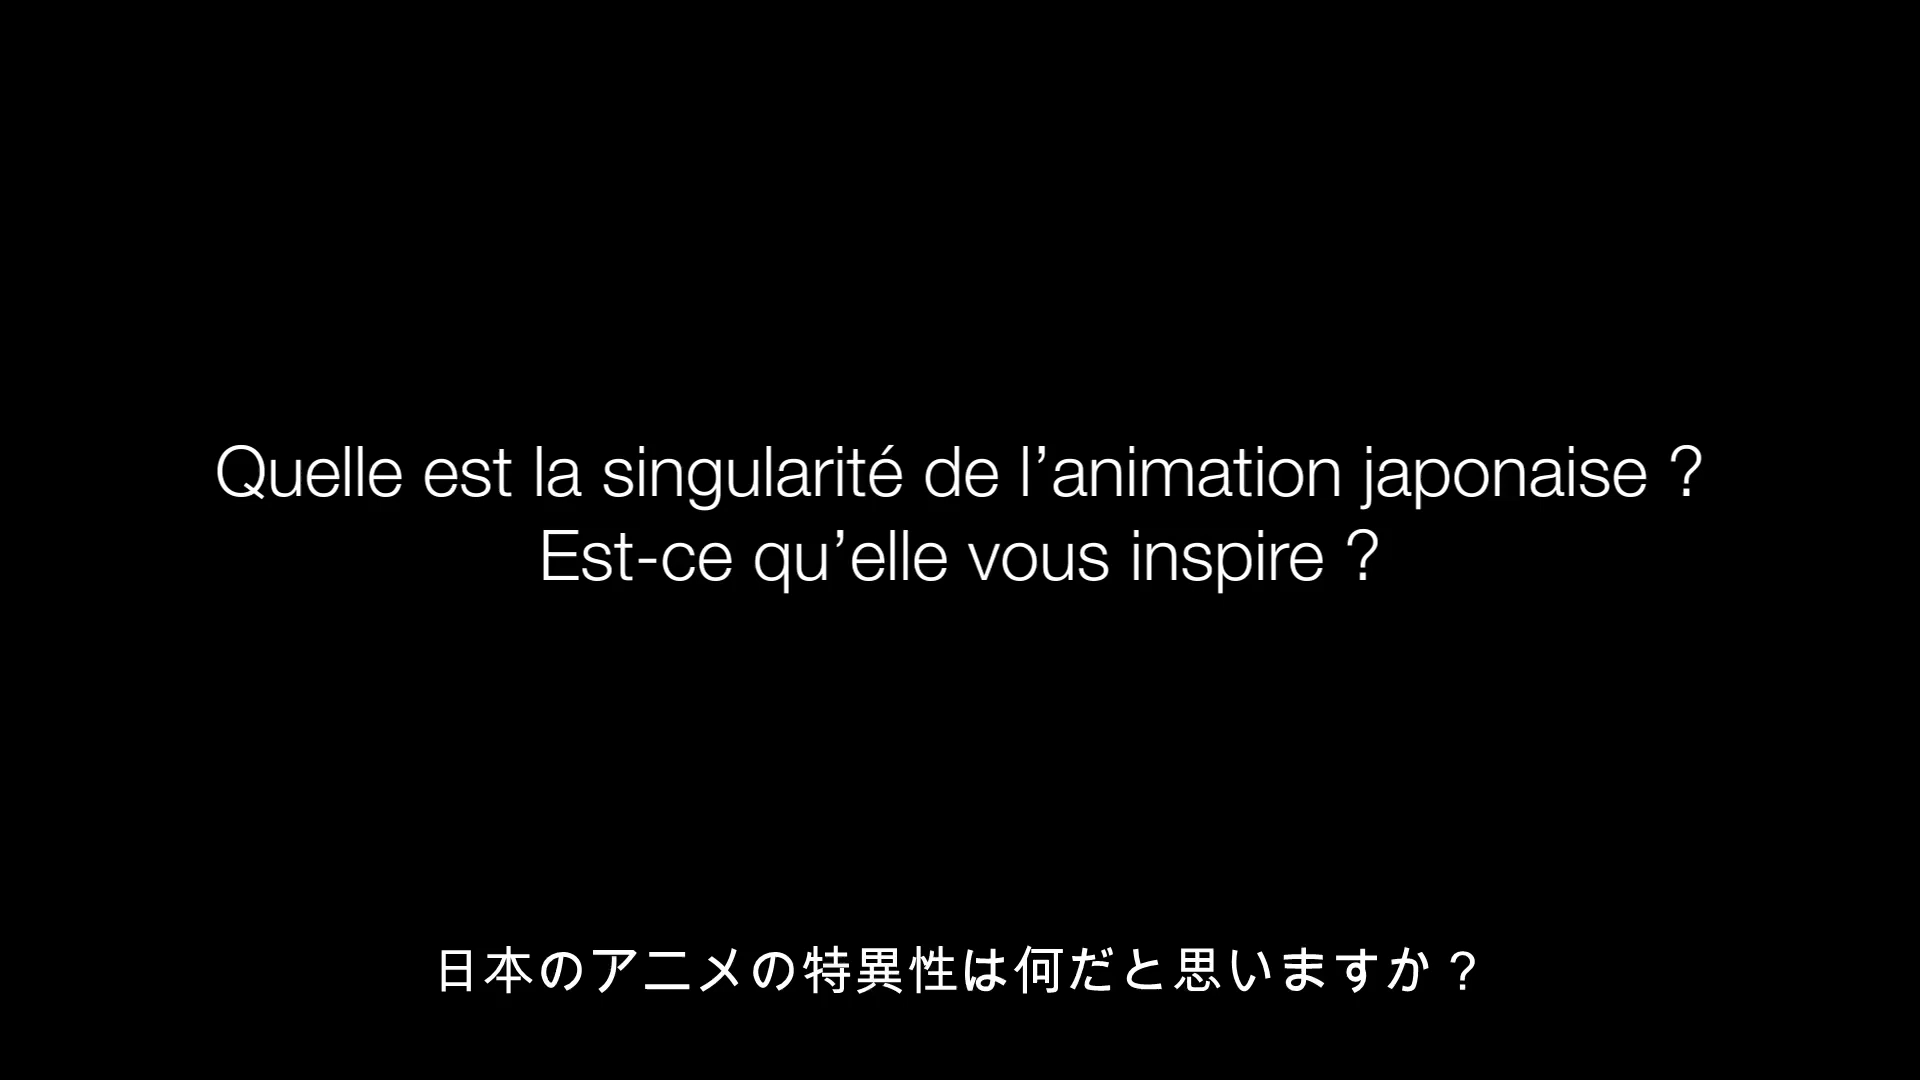 Quelle est la singularité de l’animation japonaise ?
Est-ce qu’elle vous inspire ?
日本のアニメの特異性は何だと思いますか？